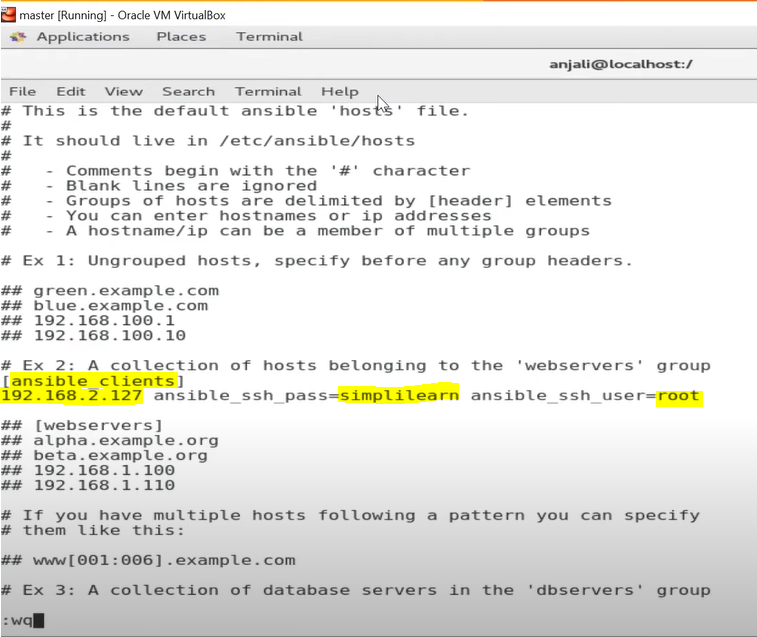 master [Running] - Oracle VM VirtualBox
Applications Places Terminal
anjali@localhost:/
File Edit View Search Terminal Help
# This is the default ansible 'hosts' file.
#
# It should live in /etc/ansible/hosts
#
#   - Comments begin with the '#' character
#   - Blank lines are ignored
#   - Groups of hosts are delimited by [header] elements
#   - You can enter hostnames or ip addresses
#   - A hostname/ip can be a member of multiple groups
# Ex 1: Ungrouped hosts, specify before any group headers.
## green.example.com
## blue.example.com
## 192.168.100.1
## 192.168.100.10
# Ex 2: A collection of hosts belonging to the 'webservers' group
[ansible_clients]
192.168.2.127 ansible_ssh_pass=simplilearn ansible_ssh_user=root
## [webservers]
## alpha.example.org
## beta.example.org
## 192.168.1.100
## 192.168.1.110
# If you have multiple hosts following a pattern you can specify
# them like this:
## www[001:006].example.com
# Ex 3: A collection of database servers in the 'dbservers' group
:wq